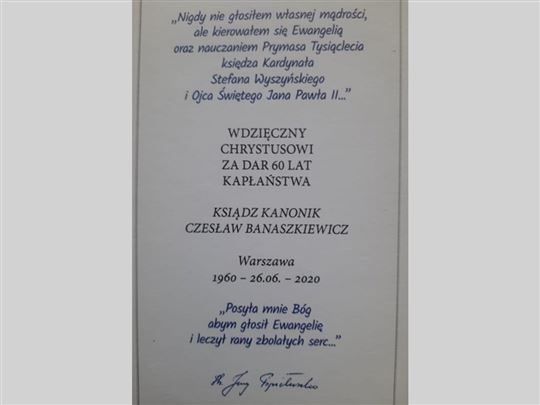 „Nigdy nie głosiłem własnej mądrości,
ale kierowałem się Ewangelią
oraz nauczaniem Prymasa Tysiąclecia
księdza Kardynała
Stefana Wyszyńskiego
i Ojca Świętego Jana Pawła II...”
WDZIĘCZNY
CHRYSTUSOWI
ZA DAR 60 LAT
KAPŁAŃSTWA
KSIĄDZ KANONIK
CZESŁAW BANASZKIEWICZ
Warszawa
1960 – 26.06. – 2020
„Posyła mnie Bóg
abym głosił Ewangelię
i leczył rany zbolałych serc...”